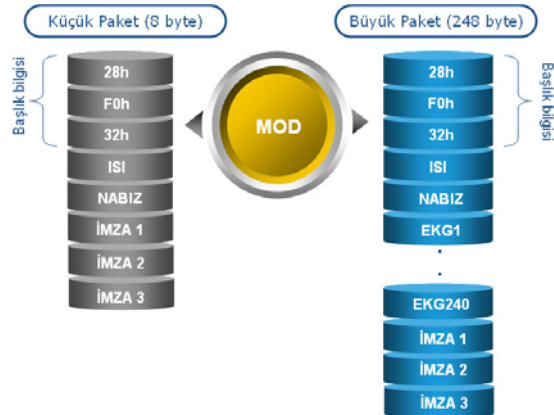 Küçük Paket (8 byte)
Başlık bilgisi
28h
F0h
32h
ISI
NABIZ
İMZA 1
İMZA 2
İMZA 3
MOD
Büyük Paket (248 byte)
Başlık bilgisi
28h
F0h
32h
ISI
NABIZ
EKG1
.
.
EKG240
İMZA 1
İMZA 2
İMZA 3